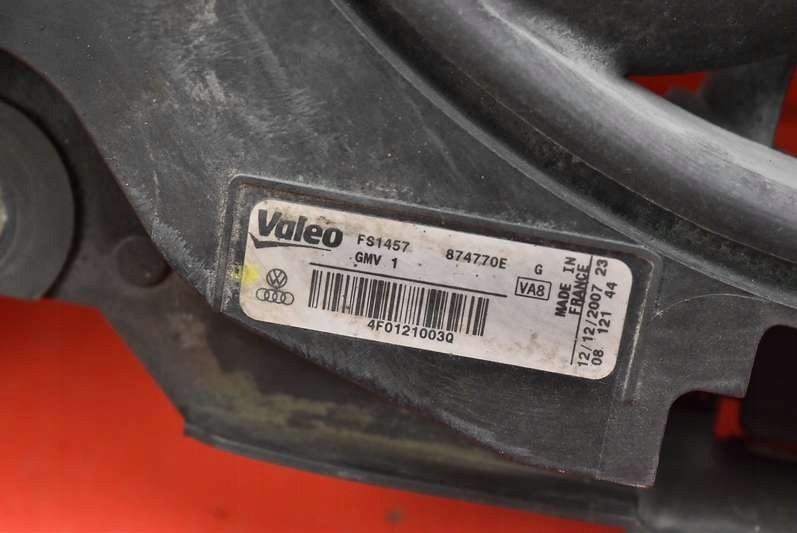 Valeo FS1457 874770E G
GMV 1 VA8
4F0121003Q
MADE IN
FRANCE
12/12/2007 23
08 121 44